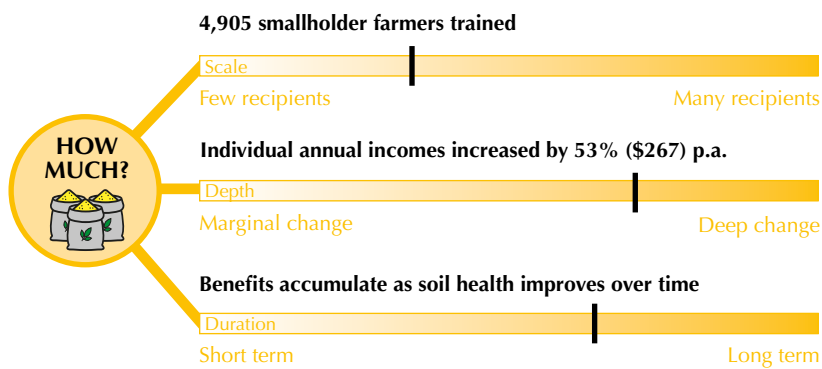 4,905 smallholder farmers trained
Scale
Few recipients
Many recipients
HOW
MUCH?
Individual annual incomes increased by 53% ($267) p.a.
Depth
Marginal change
Deep change
Benefits accumulate as soil health improves over time
Duration
Short term
Long term